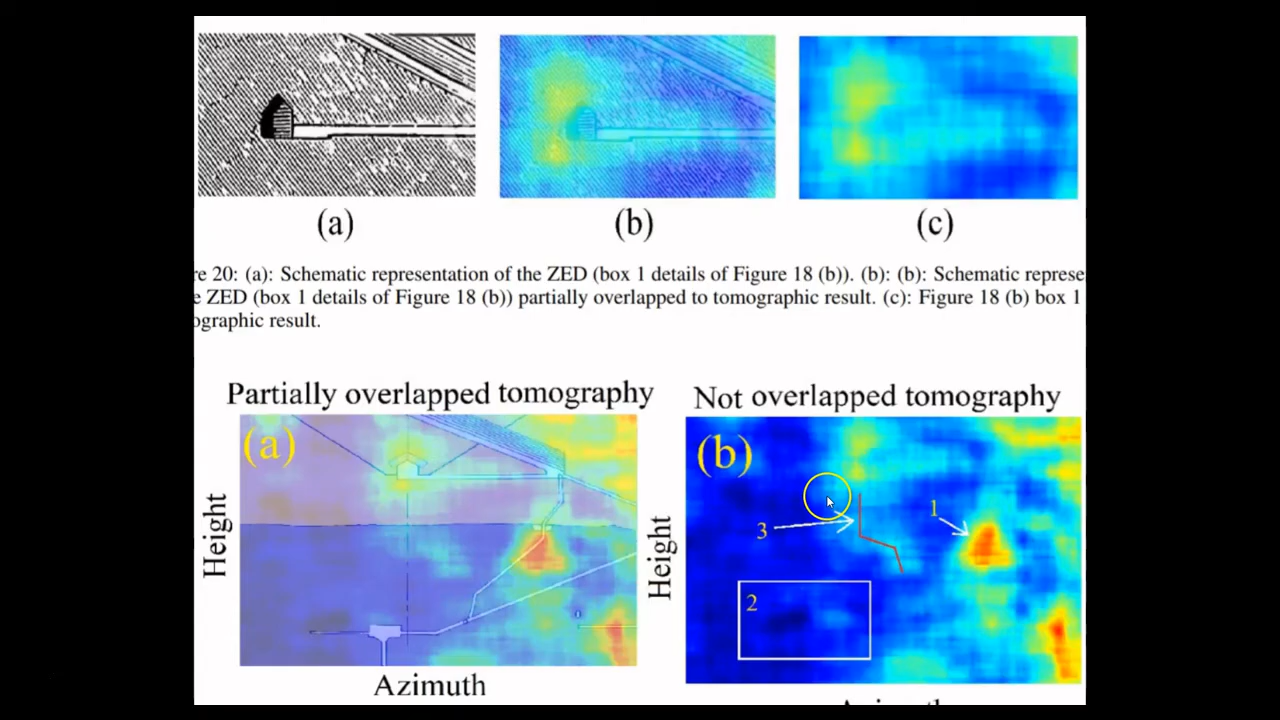 (a) (b) (c)
re 20: (a): Schematic representation of the ZED (box 1 details of Figure 18 (b)). (b): (b): Schematic represe
e ZED (box 1 details of Figure 18 (b)) partially overlapped to tomographic result. (c): Figure 18 (b) box 1
ographic result.
Partially overlapped tomography
Not overlapped tomography
(a)
(b)
Height
Height
1
3
2
Azimuth